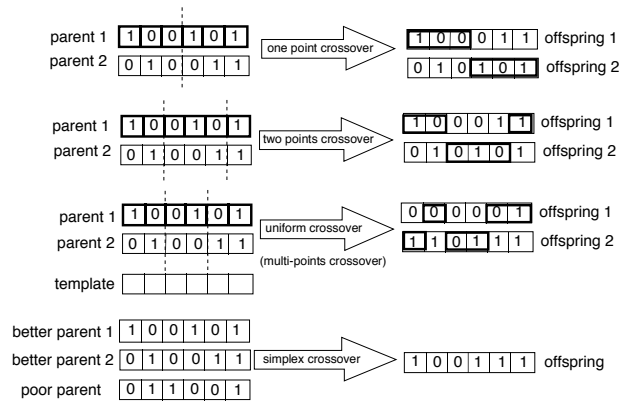 parent 1 1 0 0 1 0 1 one point crossover 1 0 0 0 1 1 offspring 1
parent 2 0 1 0 0 1 1 0 1 0 1 0 1 offspring 2
parent 1 1 0 0 1 0 1 two points crossover 1 0 0 0 1 1 offspring 1
parent 2 0 1 0 0 1 1 0 1 0 1 0 1 offspring 2
parent 1 1 0 0 1 0 1 uniform crossover 0 0 0 0 0 1 offspring 1
parent 2 0 1 0 0 1 1 (multi-points crossover) 1 1 0 1 1 1 offspring 2
template
better parent 1 1 0 0 1 0 1
better parent 2 0 1 0 0 1 1 simplex crossover 1 0 0 1 1 1 offspring
poor parent 0 1 1 0 0 1